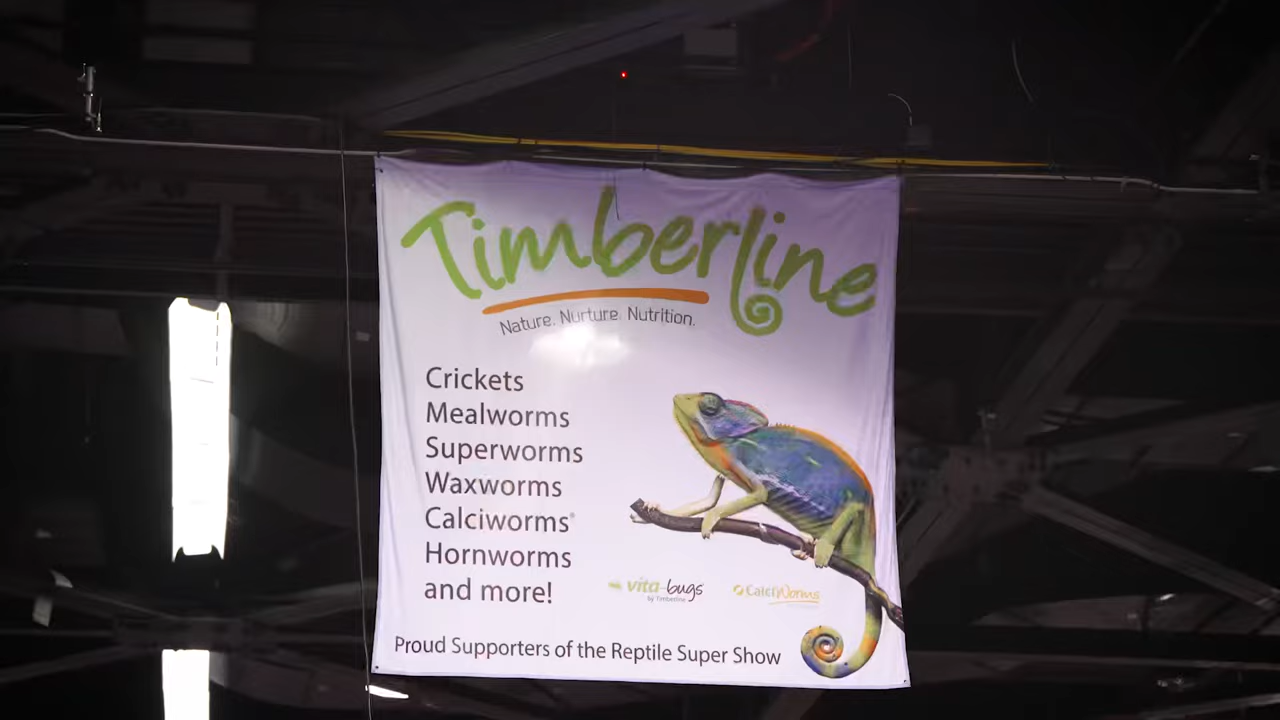 Timberline
Nature. Nurture. Nutrition.
Crickets
Mealworms
Superworms
Waxworms
Calciworms®
Hornworms
and more!
vita-bugs
by Timberline
CalciWorms
Proud Supporters of the Reptile Super Show